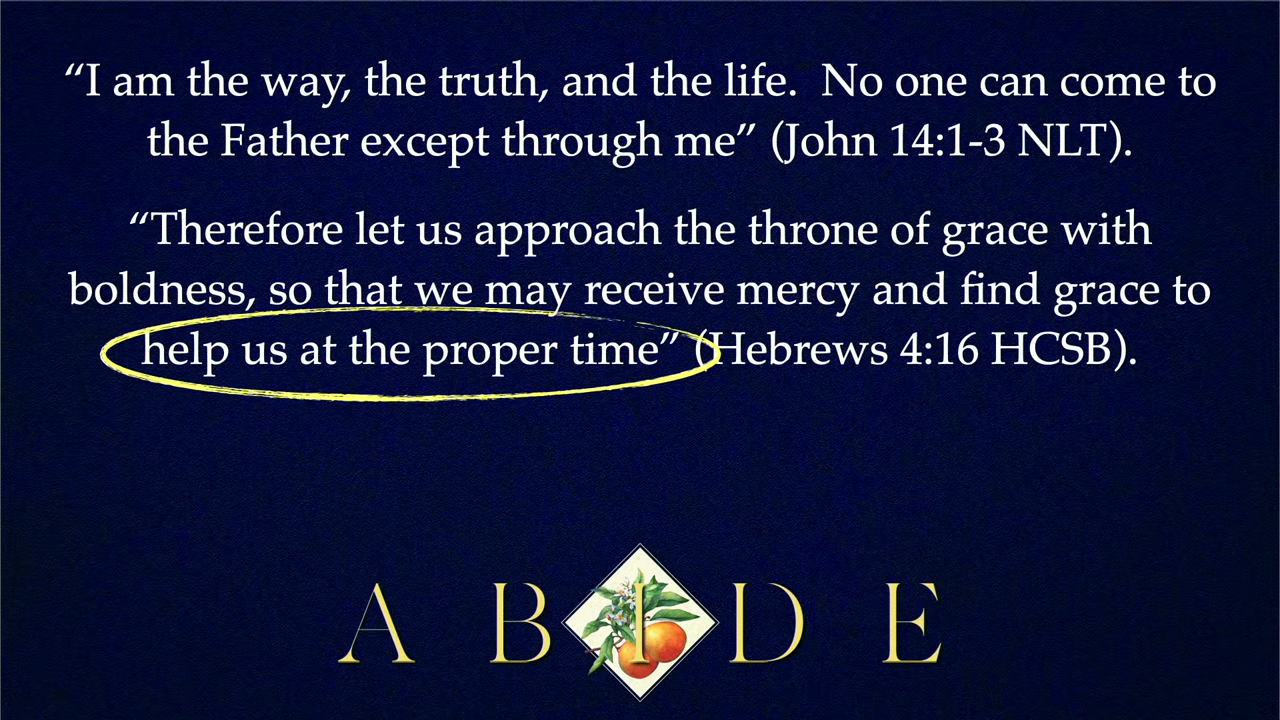 “I am the way, the truth, and the life.  No one can come to
the Father except through me” (John 14:1-3 NLT).
“Therefore let us approach the throne of grace with
boldness, so that we may receive mercy and find grace to
help us at the proper time” (Hebrews 4:16 HCSB).
A B I D E